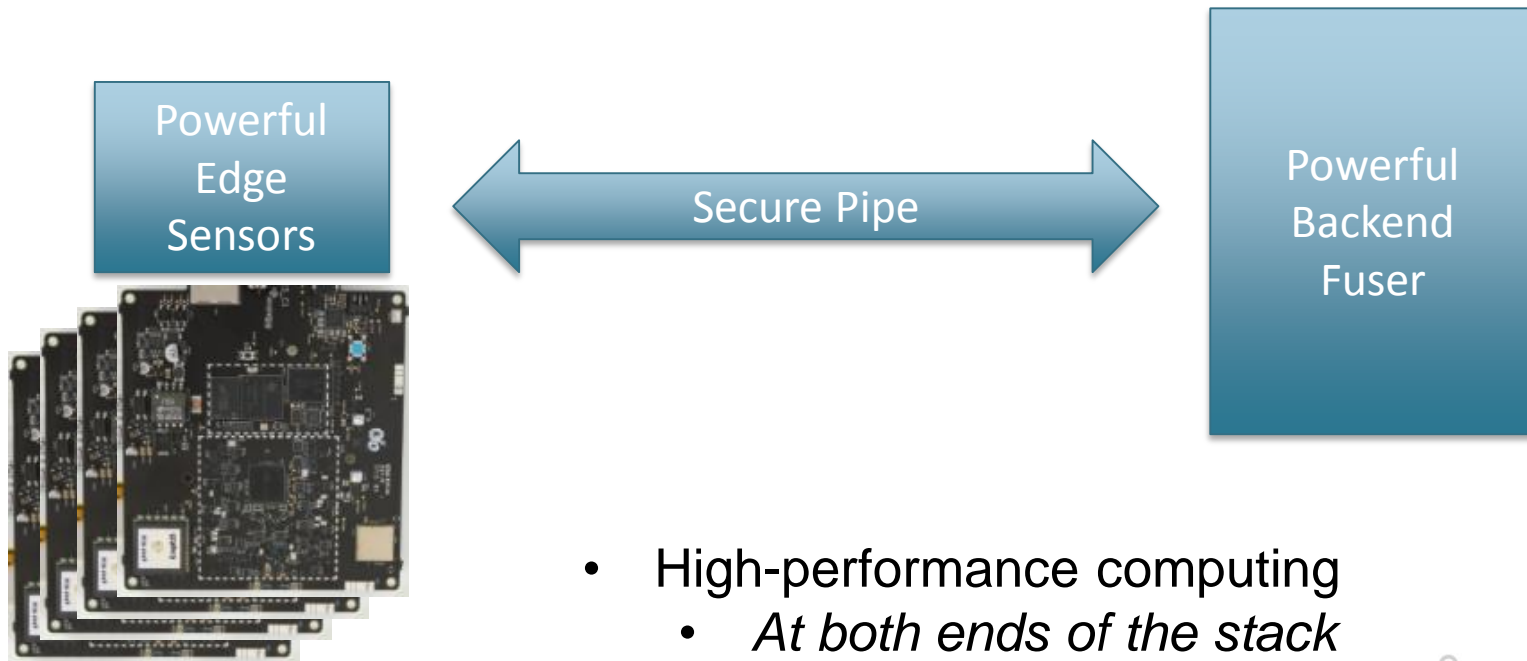 Powerful
Edge
Sensors
Secure Pipe
Powerful
Backend
Fuser
• High-performance computing
• At both ends of the stack